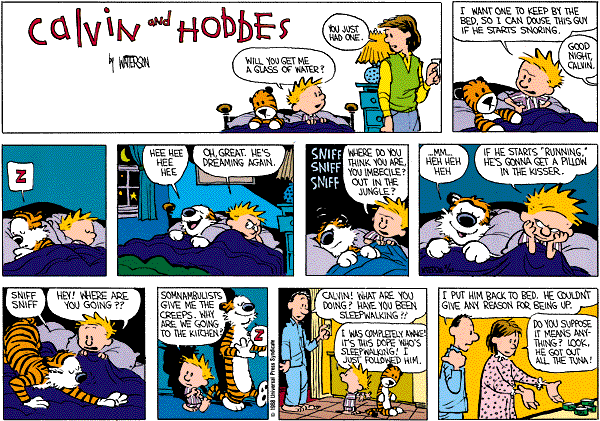 Calvin and HobbEs
by WATERSON
WILL YOU GET ME
A GLASS OF WATER?
YOU JUST
HAD ONE.
I WANT ONE TO KEEP BY THE
BED, SO I CAN DOUSE THIS GUY
IF HE STARTS SNORING.
GOOD
NIGHT,
CALVIN.
Z
HEE HEE
HEE
HEE
OH, GREAT. HE'S
DREAMING AGAIN.
SNIFF
SNIFF
SNIFF
WHERE DO YOU
THINK YOU ARE,
YOU IMBECILE?
OUT IN THE
JUNGLE?
...MM...
HEH HEH
HEH
IF HE STARTS "RUNNING,"
HE'S GONNA GET A PILLOW
IN THE KISSER.
SNIFF
SNIFF
HEY! WHERE ARE
YOU GOING??
SOMNAMBULISTS
GIVE ME THE
CREEPS. WHY
ARE WE GOING
TO THE KITCHEN?
Z
© 1988 Universal Press Syndicate
CALVIN! WHAT ARE YOU
DOING? HAVE YOU BEEN
SLEEPWALKING??
I WAS COMPLETELY AWAKE!
IT'S THIS DOPE WHO'S
SLEEPWALKING! I
JUST FOLLOWED HIM.
I PUT HIM BACK TO BED. HE COULDN'T
GIVE ANY REASON FOR BEING UP.
DO YOU SUPPOSE
IT MEANS ANY-
THING? LOOK,
HE GOT OUT
ALL THE TUNA!